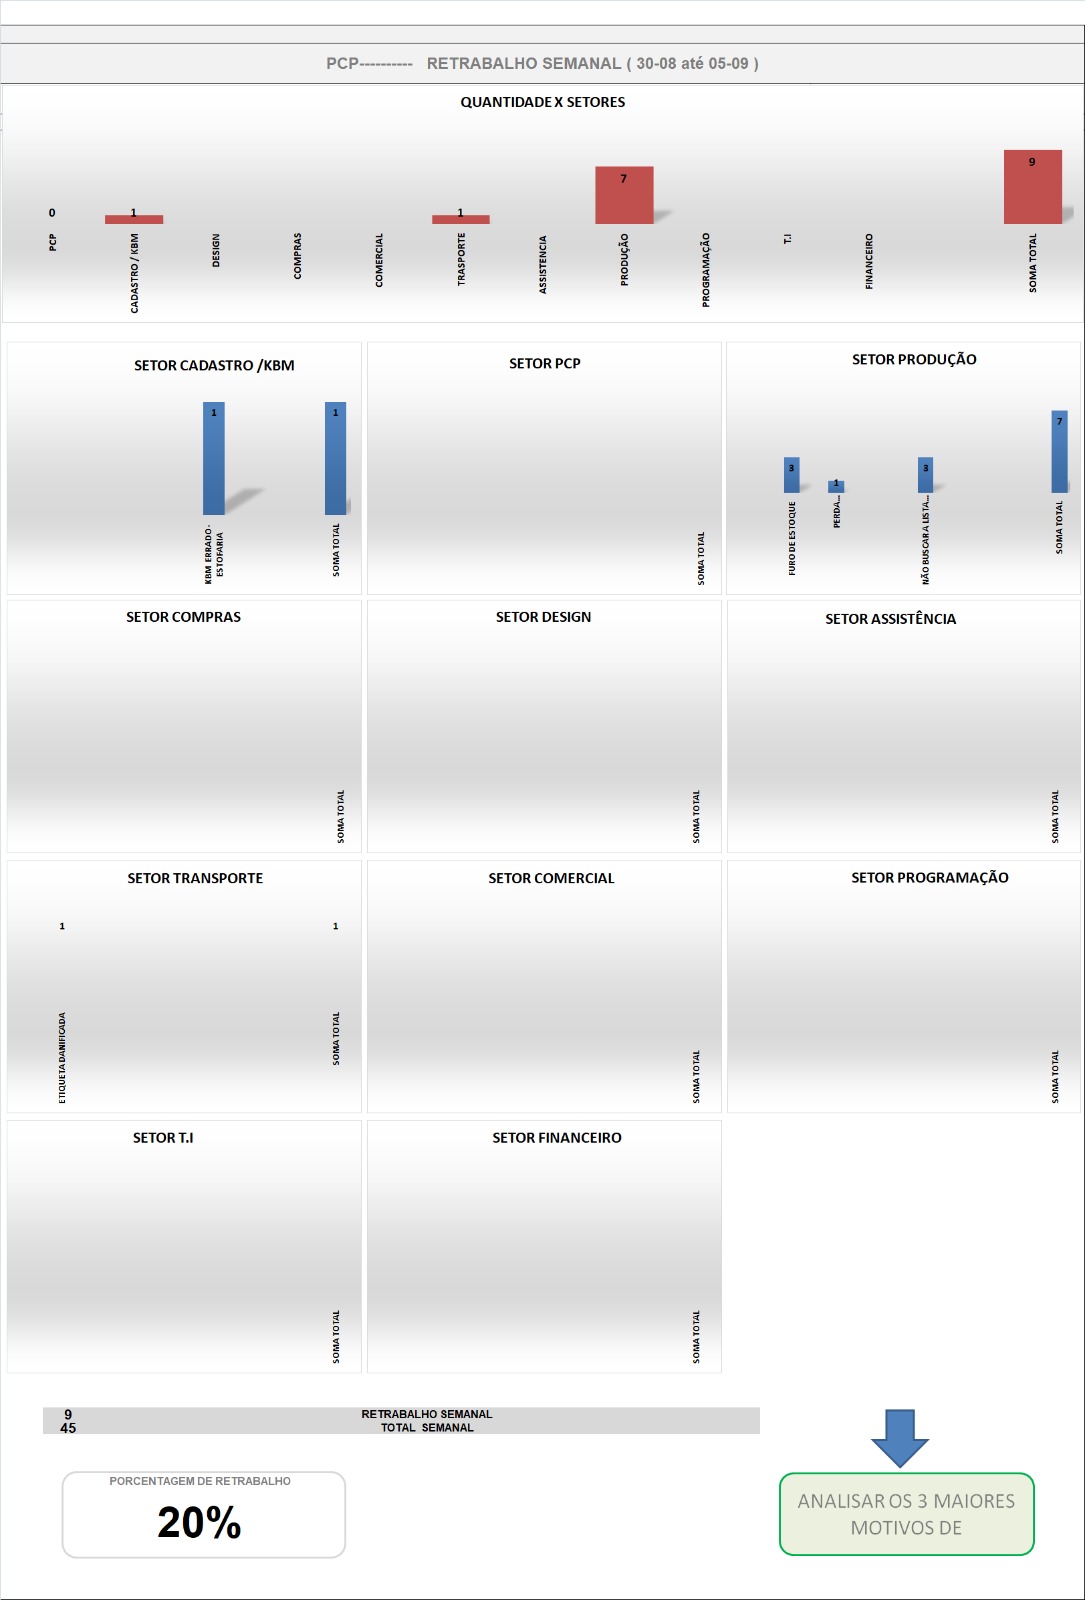 PCP---------- RETRABALHO SEMANAL ( 30-08 até 05-09 )
QUANTIDADE X SETORES
0
1
1
7
9
PCP
CADASTRO / KBM
DESIGN
COMPRAS
COMERCIAL
TRASPORTE
ASSISTENCIA
PRODUÇÃO
PROGRAMAÇÃO
T.I
FINANCEIRO
SOMA TOTAL
SETOR CADASTRO /KBM
1
1
KBM ERRADO -
ESTOFARIA
SOMA TOTAL
SETOR PCP
SOMA TOTAL
SETOR PRODUÇÃO
3
1
3
7
FURO DE ESTOQUE
PERDA...
NÃO BUSCAR A LISTA...
SOMA TOTAL
SETOR COMPRAS
SOMA TOTAL
SETOR DESIGN
SOMA TOTAL
SETOR ASSISTÊNCIA
SOMA TOTAL
SETOR TRANSPORTE
1
1
ETIQUETA DANIFICADA
SOMA TOTAL
SETOR COMERCIAL
SOMA TOTAL
SETOR PROGRAMAÇÃO
SOMA TOTAL
SETOR T.I
SOMA TOTAL
SETOR FINANCEIRO
SOMA TOTAL
9 RETRABALHO SEMANAL
45 TOTAL SEMANAL
PORCENTAGEM DE RETRABALHO
20%
ANALISAR OS 3 MAIORES
MOTIVOS DE